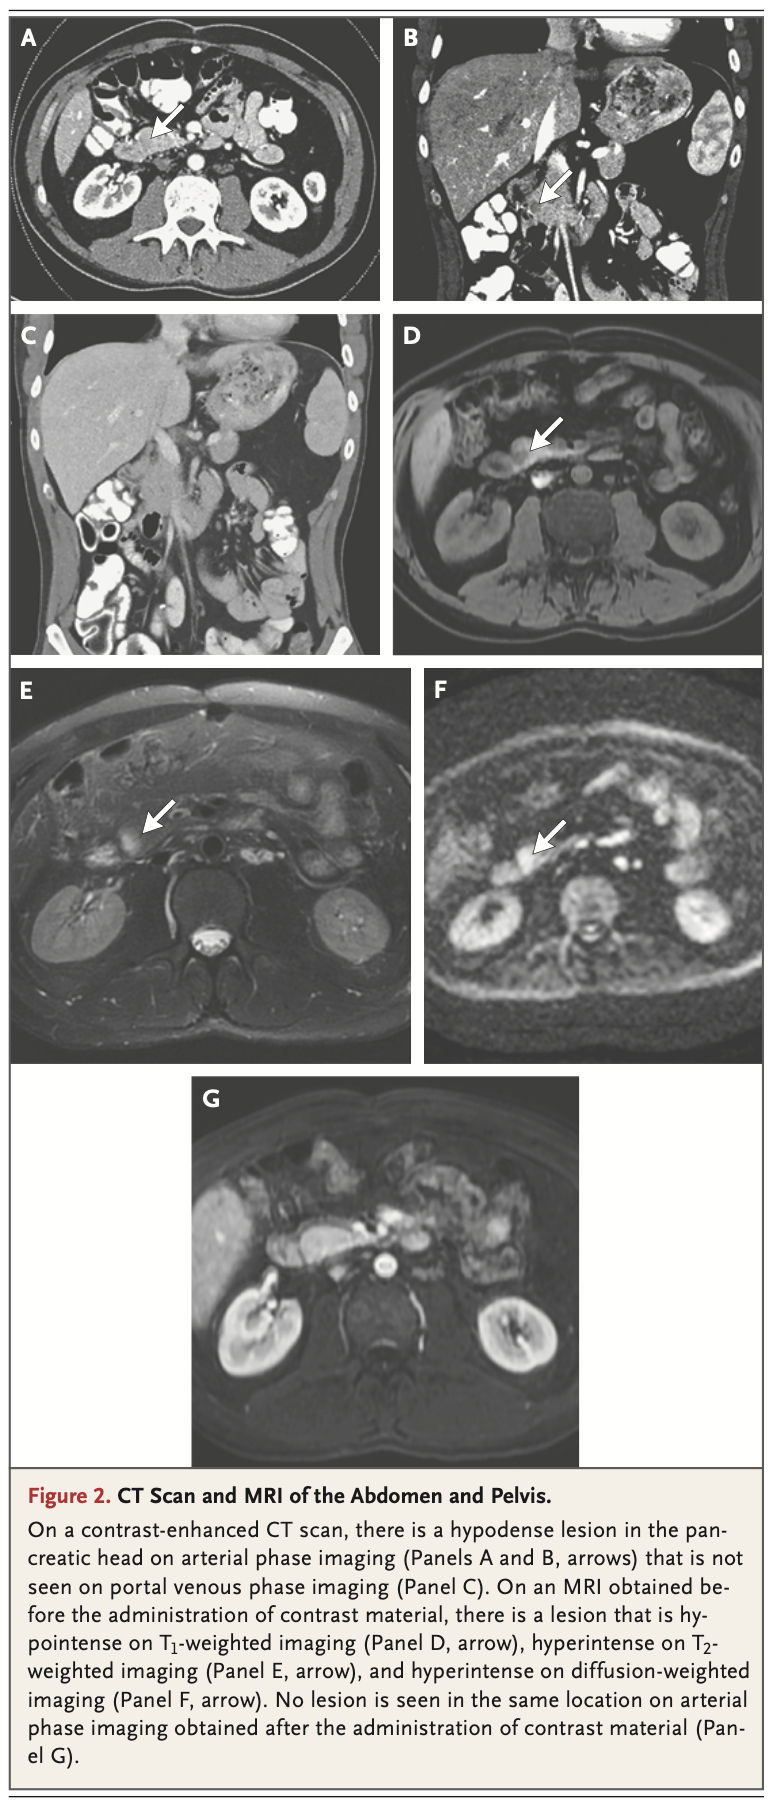 A
B
C
D
E
F
G
Figure 2. CT Scan and MRI of the Abdomen and Pelvis.
On a contrast-enhanced CT scan, there is a hypodense lesion in the pan-
creatic head on arterial phase imaging (Panels A and B, arrows) that is not
seen on portal venous phase imaging (Panel C). On an MRI obtained be-
fore the administration of contrast material, there is a lesion that is hy-
pointense on T₁-weighted imaging (Panel D, arrow), hyperintense on T₂-
weighted imaging (Panel E, arrow), and hyperintense on diffusion-weighted
imaging (Panel F, arrow). No lesion is seen in the same location on arterial
phase imaging obtained after the administration of contrast material (Pan-
el G).